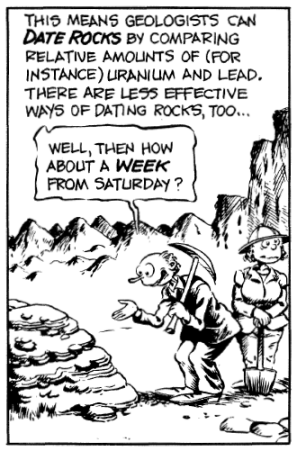 THIS MEANS GEOLOGISTS CAN
DATE ROCKS BY COMPARING
RELATIVE AMOUNTS OF (FOR
INSTANCE) URANIUM AND LEAD.
THERE ARE LESS EFFECTIVE
WAYS OF DATING ROCKS, TOO...
WELL, THEN HOW
ABOUT A WEEK
FROM SATURDAY?